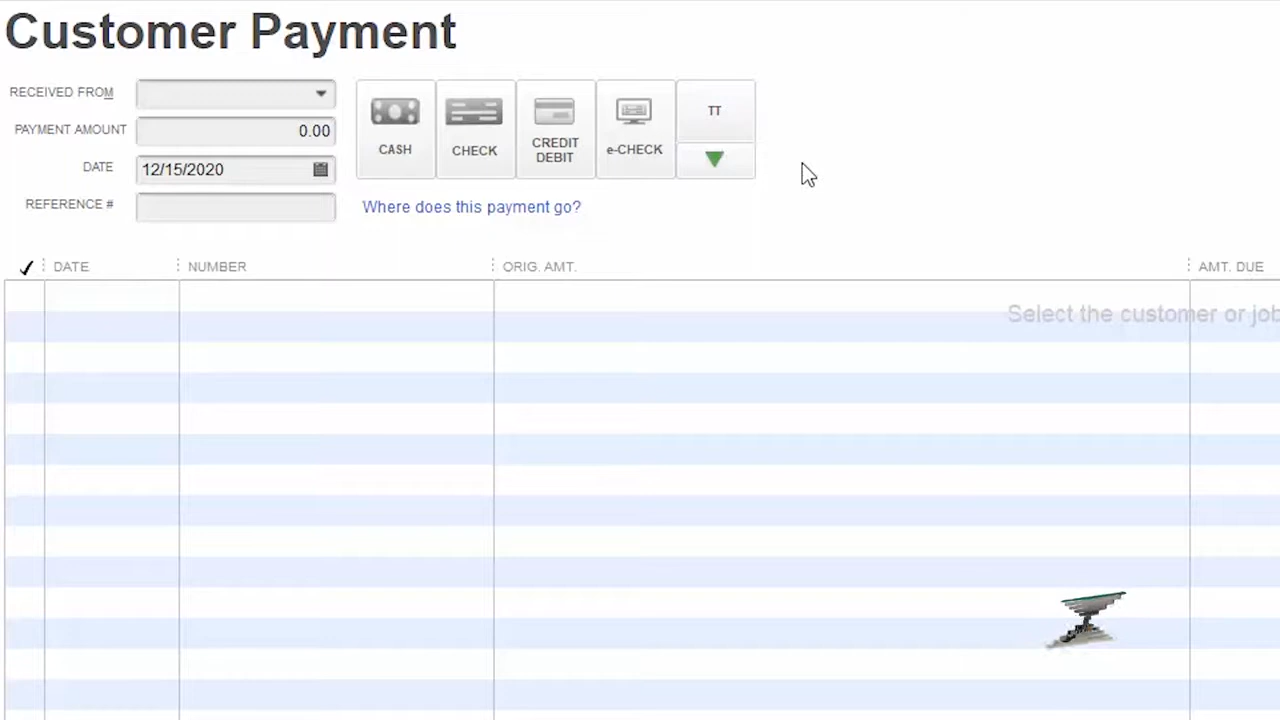 Customer Payment
RECEIVED FROM
PAYMENT AMOUNT 0.00
DATE 12/15/2020
REFERENCE #
CASH
CHECK
CREDIT
DEBIT
e-CHECK
TT
Where does this payment go?
DATE NUMBER ORIG. AMT. AMT. DUE
Select the customer or job